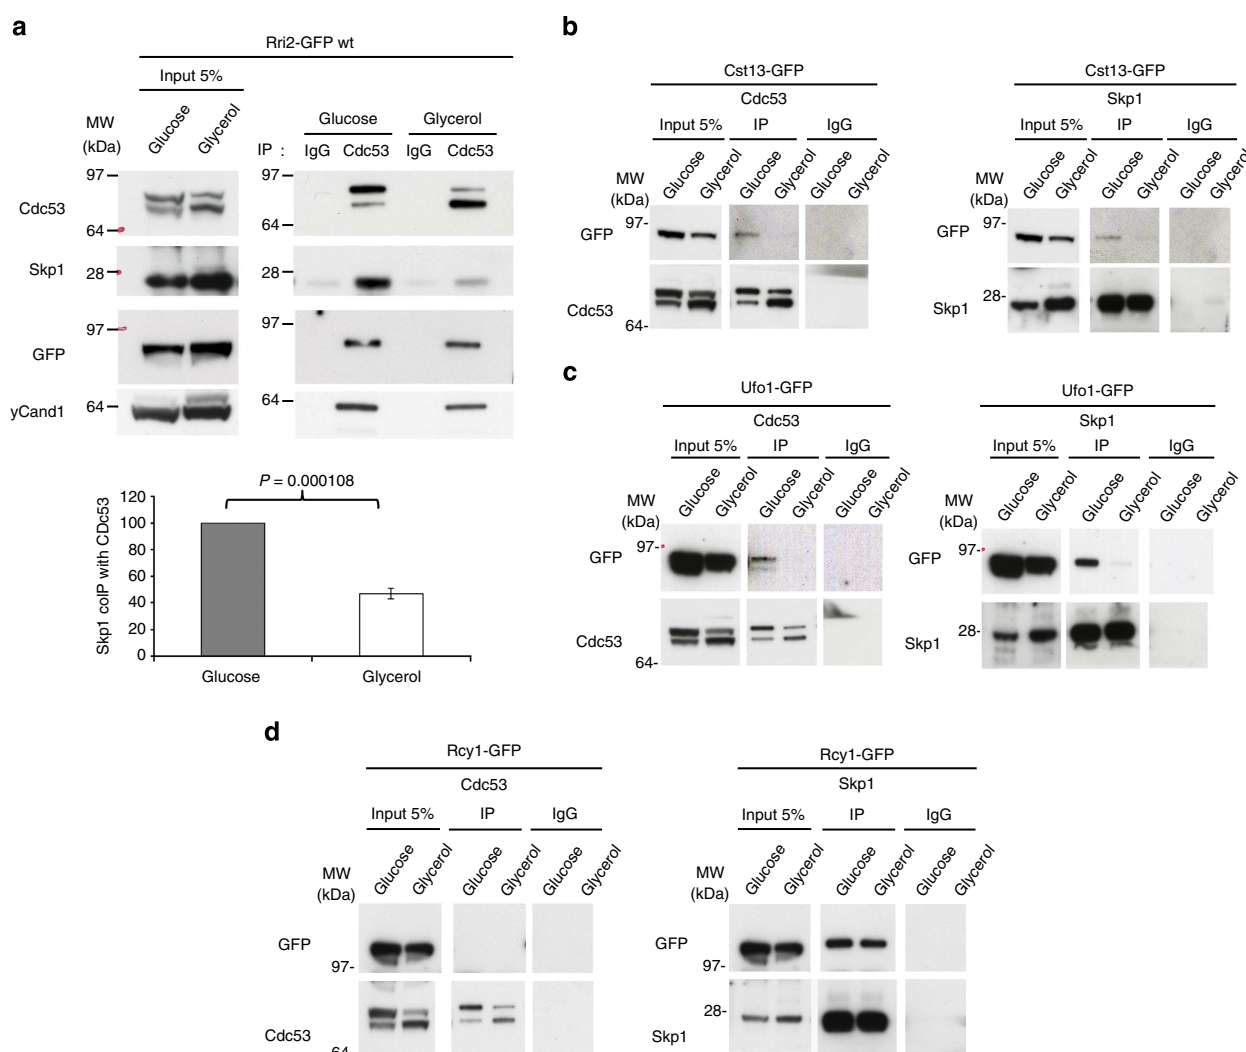 a
Rri2-GFP wt
Input 5%
MW
(kDa)
Glucose
Glycerol
Glucose
Glycerol
IP :
IgG
Cdc53
IgG
Cdc53
97
97
Cdc53
64
64
Skp1
28
28
97
97
GFP
yCand1
64
64
P = 0.000108
Skp1 coIP with CDc53
120
100
80
60
40
20
0
Glucose
Glycerol
b
Cst13-GFP
Cdc53
Input 5%
IP
IgG
MW
(kDa)
Glucose
Glycerol
Glucose
Glycerol
Glucose
Glycerol
97-
GFP
Cdc53
64-
Cst13-GFP
Skp1
Input 5%
IP
IgG
MW
(kDa)
Glucose
Glycerol
Glucose
Glycerol
Glucose
Glycerol
97-
GFP
28-
Skp1
c
Ufo1-GFP
Cdc53
Input 5%
IP
IgG
MW
(kDa)
Glucose
Glycerol
Glucose
Glycerol
Glucose
Glycerol
97-
GFP
Cdc53
64-
Ufo1-GFP
Skp1
Input 5%
IP
IgG
MW
(kDa)
Glucose
Glycerol
Glucose
Glycerol
Glucose
Glycerol
97-
GFP
28-
Skp1
d
Rcy1-GFP
Cdc53
Input 5%
IP
IgG
MW
(kDa)
Glucose
Glycerol
Glucose
Glycerol
Glucose
Glycerol
GFP
97-
Cdc53
64
Rcy1-GFP
Skp1
Input 5%
IP
IgG
MW
(kDa)
Glucose
Glycerol
Glucose
Glycerol
Glucose
Glycerol
GFP
97-
28-
Skp1